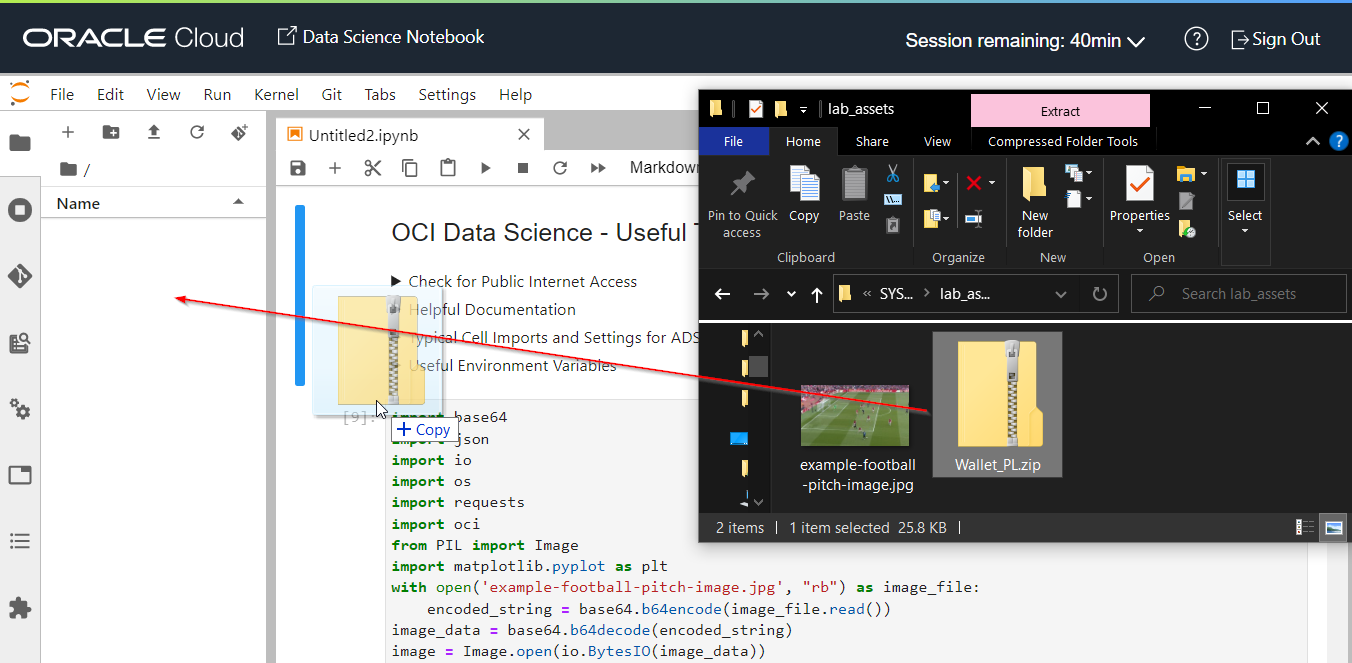 ORACLE Cloud
Data Science Notebook
Session remaining: 40min
?
Sign Out
File Edit View Run Kernel Git Tabs Settings Help
/
Name
Untitled2.ipynb
OCI Data Science - Useful
Check for Public Internet Access
Helpful Documentation
Typical Cell Imports and Settings for ADS
Useful Environment Variables
[9]:
import base64
+ Copy
import json
import io
import os
import requests
import oci
from PIL import Image
import matplotlib.pyplot as plt
with open('example-football-pitch-image.jpg', "rb") as image_file:
encoded_string = base64.b64encode(image_file.read())
image_data = base64.b64decode(encoded_string)
image = Image.open(io.BytesIO(image_data))
lab_assets
Extract
File Home Share View Compressed Folder Tools
?
Pin to Quick
access
Copy
Paste
Clipboard
Organize
New
folder
New
Properties
Open
Select
« SYS... > lab_as...
Search lab_assets
example-football
-pitch-image.jpg
Wallet_PL.zip
2 items 1 item selected 25.8 KB